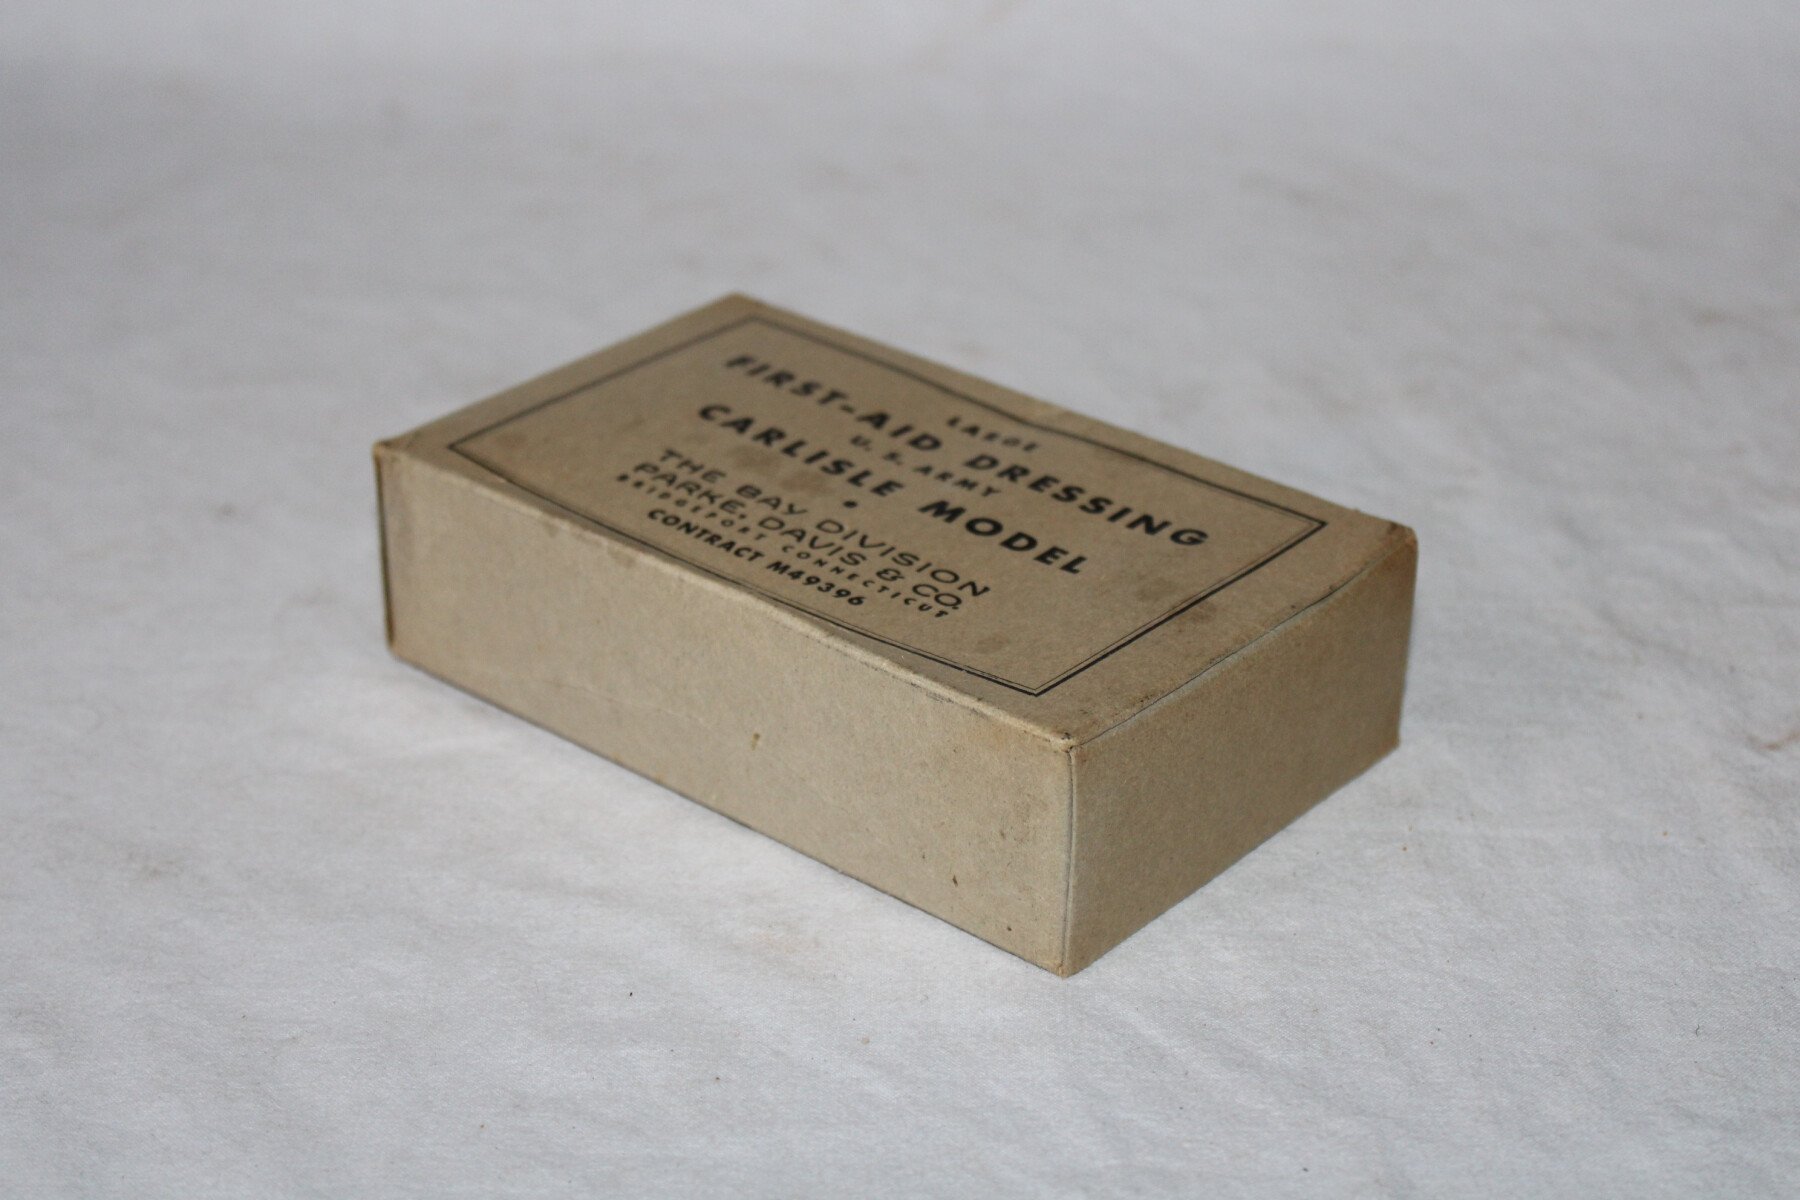 LARGE
FIRST-AID DRESSING
U. S. ARMY
CARLISLE MODEL
THE BAY DIVISION
PARKE, DAVIS & CO.
BRIDGEPORT CONNECTICUT
CONTRACT M49396